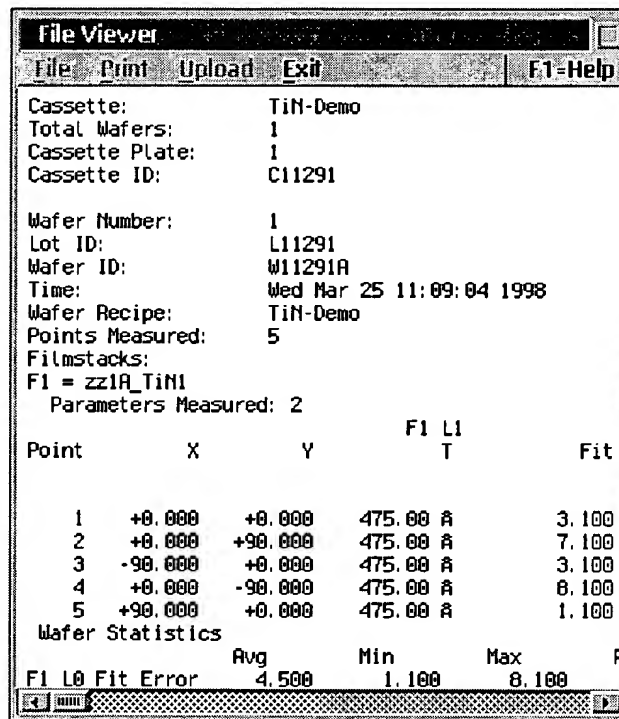 File Viewer
File Print Upload Exit F1=Help
Cassette: TiN-Demo
Total Wafers: 1
Cassette Plate: 1
Cassette ID: C11291
Wafer Number: 1
Lot ID: L11291
Wafer ID: W11291A
Time: Wed Mar 25 11:09:04 1998
Wafer Recipe: TiN-Demo
Points Measured: 5
Filmstacks:
F1 = zz1A_TiN1
Parameters Measured: 2
F1 L1
Point X Y T Fit
1 +0.000 +0.000 475.00 Å 3.100
2 +0.000 +90.000 475.00 Å 7.100
3 -90.000 +0.000 475.00 Å 3.100
4 +0.000 -90.000 475.00 Å 8.100
5 +90.000 +0.000 475.00 Å 1.100
Wafer Statistics
Avg Min Max
F1 L0 Fit Error 4.500 1.100 8.100